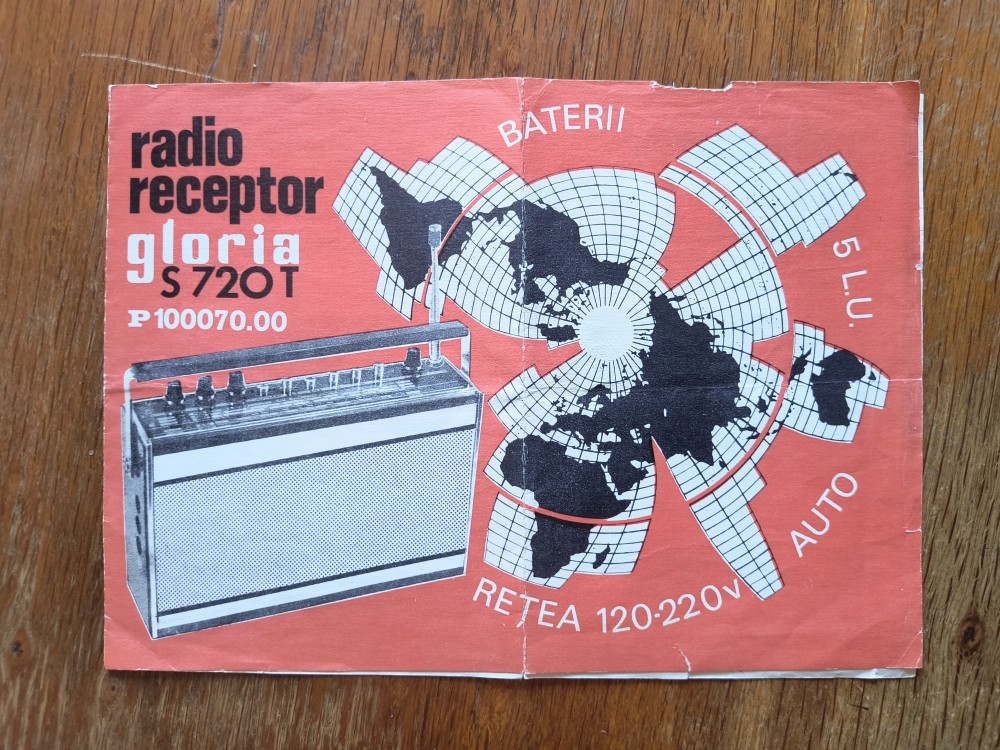 radio
receptor
gloria
S 720 T
P 100070.00
BATERII
5 L.U.
AUTO
REȚEA 120-220v